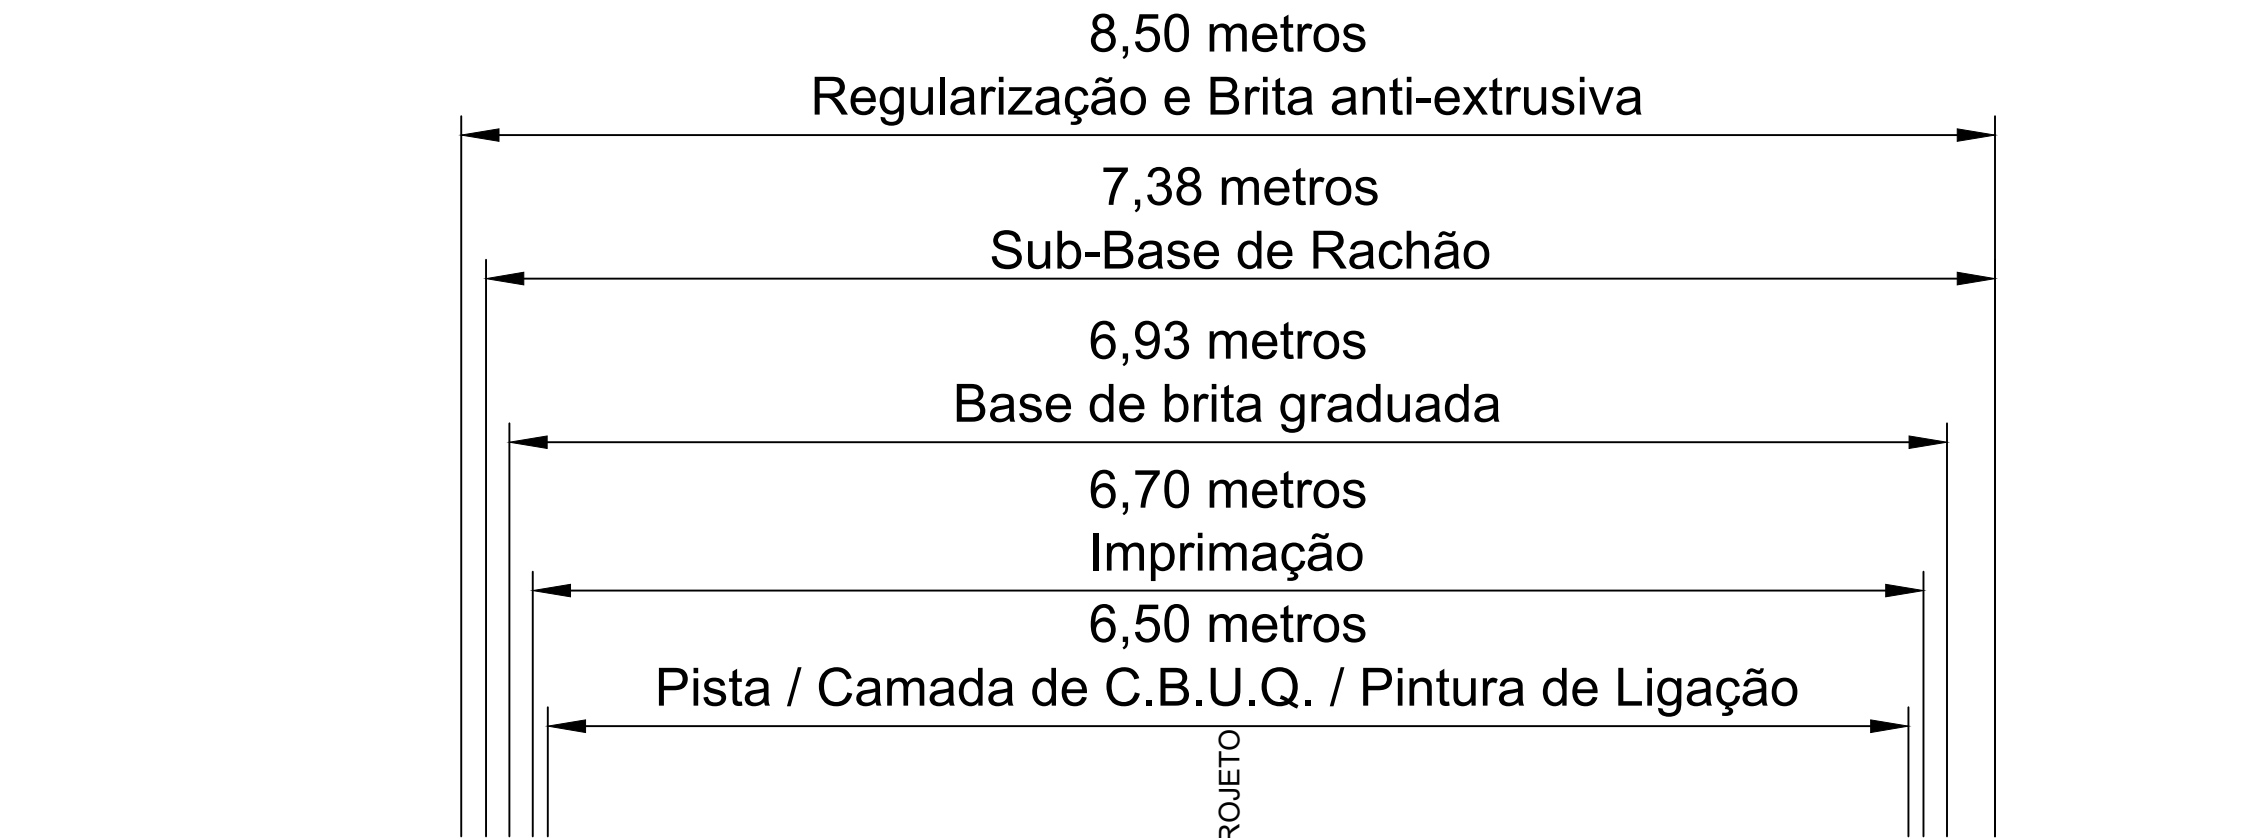 8,50 metros
Regularização e Brita anti-extrusiva
7,38 metros
Sub-Base de Rachão
6,93 metros
Base de brita graduada
6,70 metros
Imprimação
6,50 metros
Pista / Camada de C.B.U.Q. / Pintura de Ligação
ROJETO